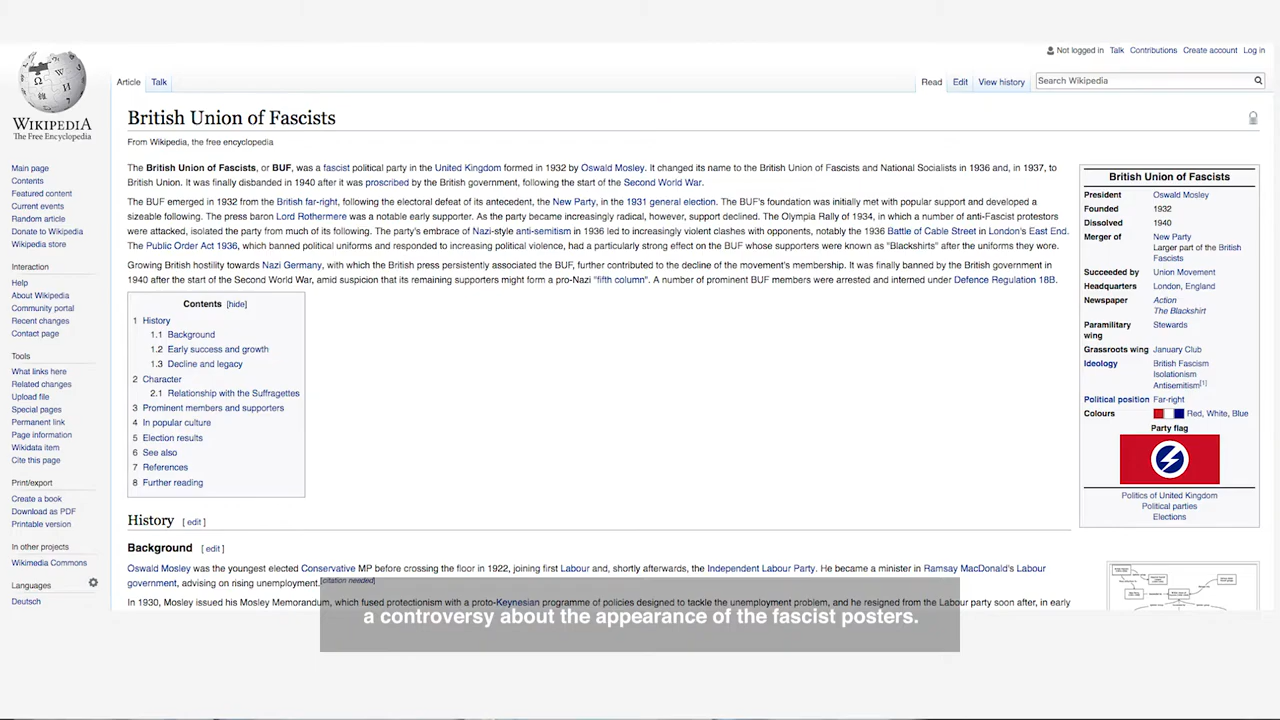 Not logged in Talk Contributions Create account Log in
Article Talk
Read Edit View history
Search Wikipedia
WIKIPEDIA
The Free Encyclopedia
Main page
Contents
Featured content
Current events
Random article
Donate to Wikipedia
Wikipedia store
Interaction
Help
About Wikipedia
Community portal
Recent changes
Contact page
Tools
What links here
Related changes
Upload file
Special pages
Permanent link
Page information
Wikidata item
Cite this page
Print/export
Create a book
Download as PDF
Printable version
In other projects
Wikimedia Commons
Languages
Deutsch
British Union of Fascists
From Wikipedia, the free encyclopedia
The British Union of Fascists, or BUF, was a fascist political party in the United Kingdom formed in 1932 by Oswald Mosley. It changed its name to the British Union of Fascists and National Socialists in 1936 and, in 1937, to
British Union. It was finally disbanded in 1940 after it was proscribed by the British government, following the start of the Second World War.
The BUF emerged in 1932 from the British far-right, following the electoral defeat of its antecedent, the New Party, in the 1931 general election. The BUF's foundation was initially met with popular support and developed a
sizeable following. The press baron Lord Rothermere was a notable early supporter. As the party became increasingly radical, however, support declined. The Olympia Rally of 1934, in which a number of anti-Fascist protestors
were attacked, isolated the party from much of its following. The party's embrace of Nazi-style anti-semitism in 1936 led to increasingly violent clashes with opponents, notably the 1936 Battle of Cable Street in London's East End.
The Public Order Act 1936, which banned political uniforms and responded to increasing political violence, had a particularly strong effect on the BUF whose supporters were known as "Blackshirts" after the uniforms they wore.
Growing British hostility towards Nazi Germany, with which the British press persistently associated the BUF, further contributed to the decline of the movement's membership. It was finally banned by the British government in
1940 after the start of the Second World War, amid suspicion that its remaining supporters might form a pro-Nazi "fifth column". A number of prominent BUF members were arrested and interned under Defence Regulation 18B.
Contents [hide]
1 History
1.1 Background
1.2 Early success and growth
1.3 Decline and legacy
2 Character
2.1 Relationship with the Suffragettes
3 Prominent members and supporters
4 In popular culture
5 Election results
6 See also
7 References
8 Further reading
History [ edit ]
Background [ edit ]
Oswald Mosley was the youngest elected Conservative MP before crossing the floor in 1922, joining first Labour and, shortly afterwards, the Independent Labour Party. He became a minister in Ramsay MacDonald's Labour
government, advising on rising unemployment.[citation needed]
In 1930, Mosley issued his Mosley Memorandum, which fused protectionism with a proto-Keynesian programme of policies designed to tackle the unemployment problem, and he resigned from the Labour party soon after, in early
British Union of Fascists
President Oswald Mosley
Founded 1932
Dissolved 1940
Merger of New Party
Larger part of the British
Fascists
Succeeded by Union Movement
Headquarters London, England
Newspaper Action
The Blackshirt
Paramilitary Stewards
wing
Grassroots wing January Club
Ideology British Fascism
Isolationism
Antisemitism[1]
Political position Far-right
Colours Red, White, Blue
Party flag
Politics of United Kingdom
Political parties
Elections
a controversy about the appearance of the fascist posters.